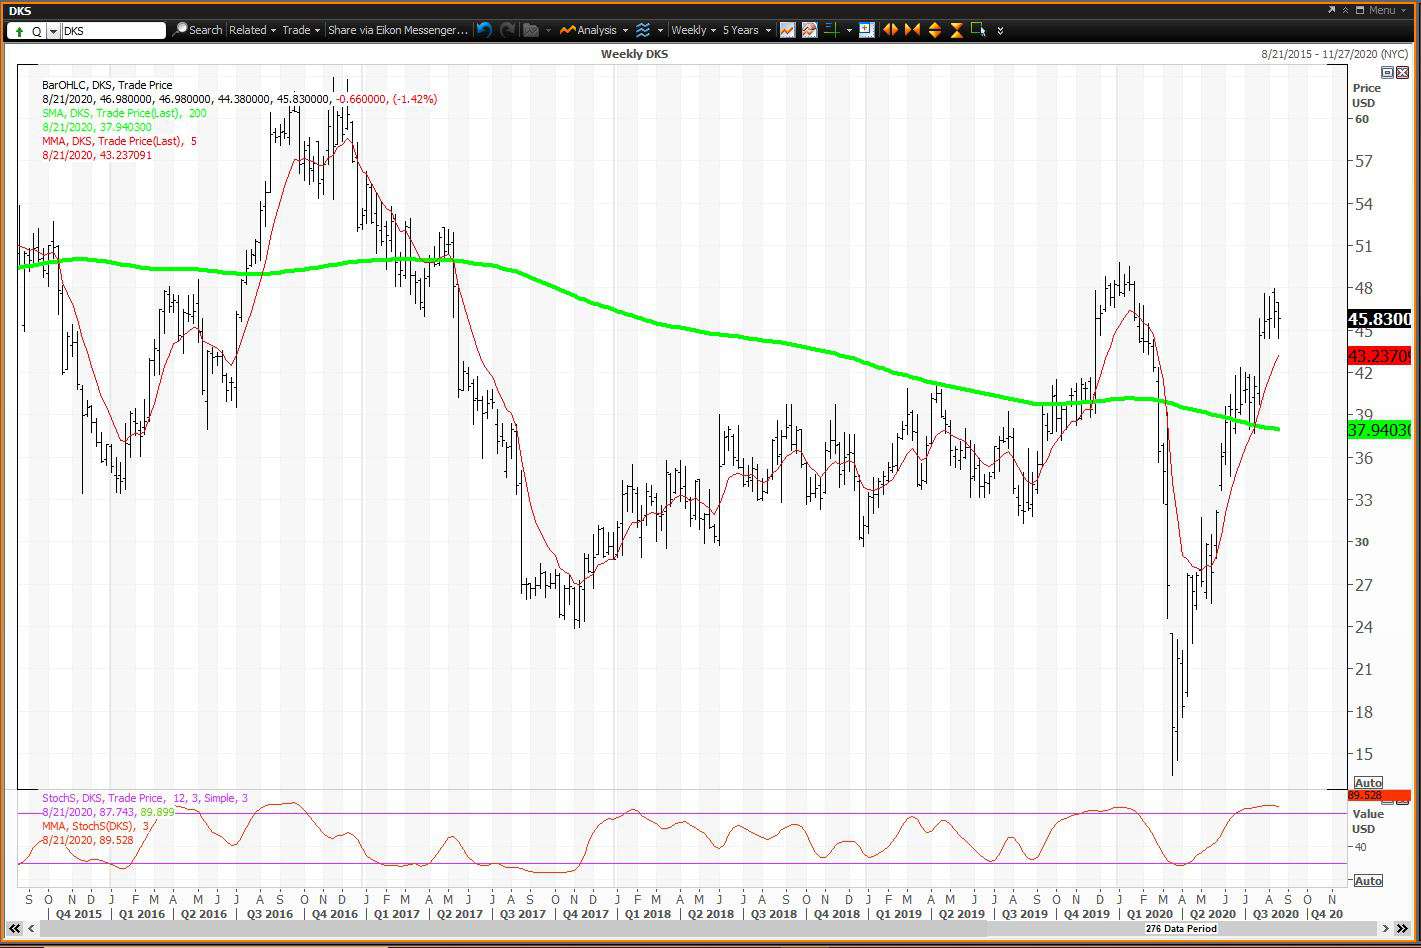 DKS
Menu
Q DKS Search Related Trade Share via Eikon Messenger... Analysis Weekly 5 Years
Weekly DKS
8/21/2015 - 11/27/2020 (NYC)
BarOHLC, DKS, Trade Price
8/21/2020, 46.980000, 46.980000, 44.380000, 45.830000, -0.660000, (-1.42%)
SMA, DKS, Trade Price(Last), 200
8/21/2020, 37.940300
MMA, DKS, Trade Price(Last), 5
8/21/2020, 43.237091
Price
USD
60
57
54
51
48
45.8300
45
43.23709
42
39
37.94030
36
33
30
27
24
21
18
15
Auto
StochS, DKS, Trade Price, 12, 3, Simple, 3
8/21/2020, 87.743, 89.899
MMA, StochS(DKS), 3
8/21/2020, 89.528
89.528
Value
USD
40
Auto
S O N D J F M A M J J A S O N D J F M A M J J A S O N D J F M A M J J A S O N D J F M A M J J A S O N D J F M A M J J A S O N
Q4 2015 Q1 2016 Q2 2016 Q3 2016 Q4 2016 Q1 2017 Q2 2017 Q3 2017 Q4 2017 Q1 2018 Q2 2018 Q3 2018 Q4 2018 Q1 2019 Q2 2019 Q3 2019 Q4 2019 Q1 2020 Q2 2020 Q3 2020 Q4 20
276 Data Period